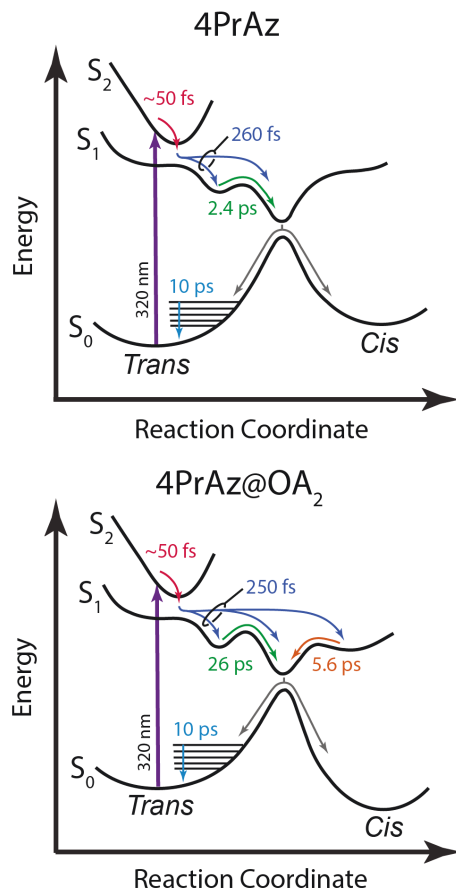 4PrAz
S2
~50 fs
S1
260 fs
2.4 ps
Energy
320 nm
10 ps
S0
Trans
Cis
Reaction Coordinate
4PrAz@OA2
S2
~50 fs
S1
250 fs
26 ps
5.6 ps
Energy
320 nm
10 ps
S0
Trans
Cis
Reaction Coordinate